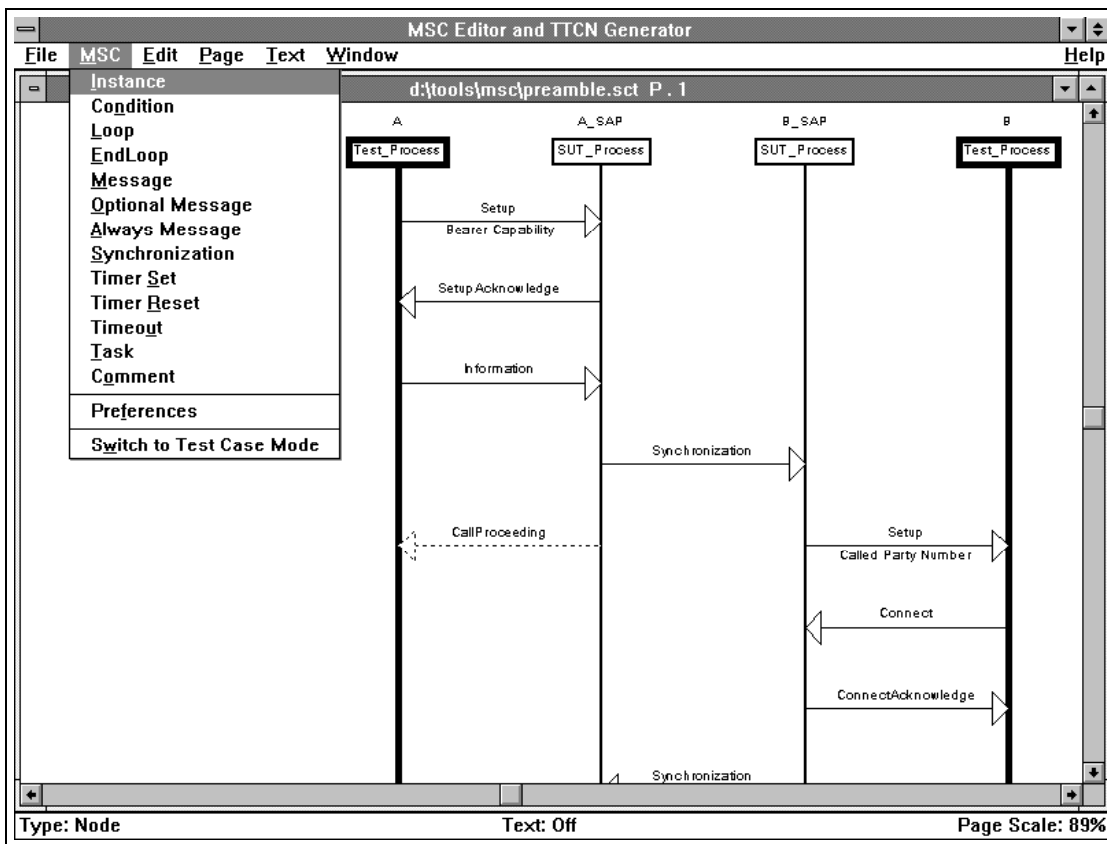 MSC Editor and TTCN Generator
File MSC Edit Page Text Window Help
d:\tools\msc\preamble.sct P . 1
Instance
Condition
Loop
EndLoop
Message
Optional Message
Always Message
Synchronization
Timer Set
Timer Reset
Timeout
Task
Comment
Preferences
Switch to Test Case Mode
A A_SAP B_SAP B
Test_Process SUT_Process SUT_Process Test_Process
Setup
Bearer Capability
SetupAcknowledge
Information
Synchronization
CallProceeding Setup
Called Party Number
Connect
ConnectAcknowledge
Synchronization
Type: Node Text: Off Page Scale: 89%